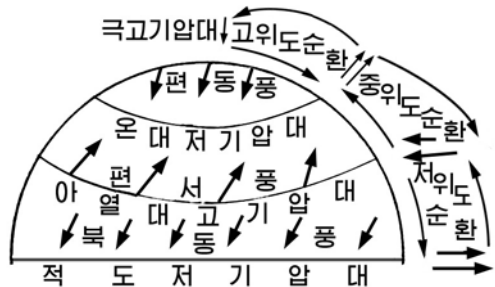 극고기압대
고위도순환
중위도순환
저위도순환
편동풍
온대저기압대
편서풍
아열대고기압대
북동풍
적도저기압대